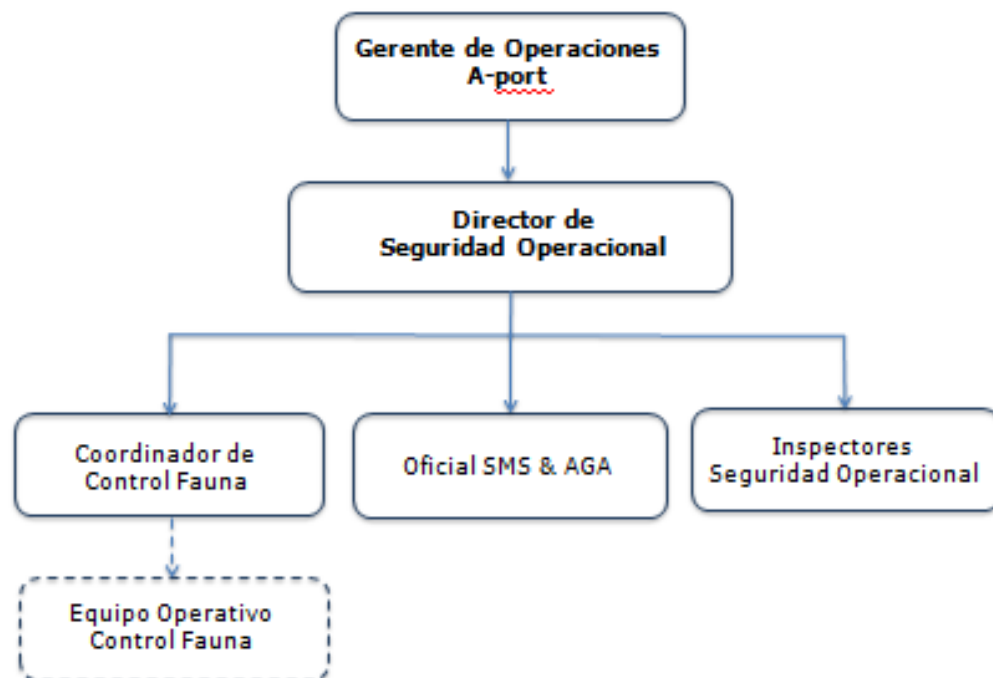 Gerente de Operaciones
A-port
Director de
Seguridad Operacional
Coordinador de
Control Fauna
Oficial SMS & AGA
Inspectores
Seguridad Operacional
Equipo Operativo
Control Fauna